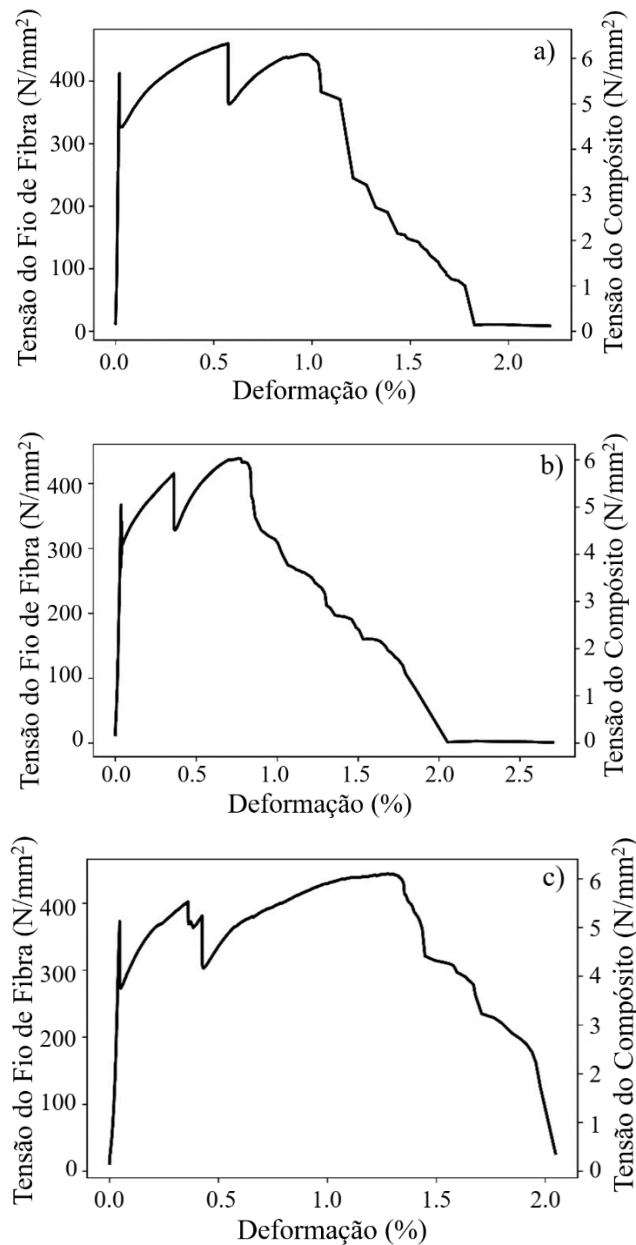 a)
Tensão do Fio de Fibra (N/mm²)
400
300
200
100
0
Tensão do Compósito (N/mm²)
6
5
4
3
2
1
0
0.0 0.5 1.0 1.5 2.0
Deformação (%)
b)
Tensão do Fio de Fibra (N/mm²)
400
300
200
100
0
Tensão do Compósito (N/mm²)
6
5
4
3
2
1
0
0.0 0.5 1.0 1.5 2.0 2.5
Deformação (%)
c)
Tensão do Fio de Fibra (N/mm²)
400
300
200
100
0
Tensão do Compósito (N/mm²)
6
5
4
3
2
1
0
0.0 0.5 1.0 1.5 2.0
Deformação (%)